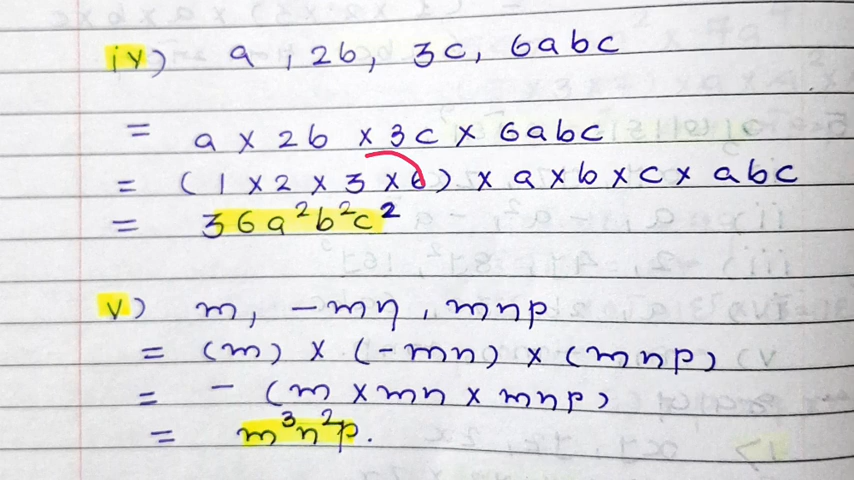 iv) a , 2b, 3c, 6abc
= a × 2b × 3c × 6abc
= (1 × 2 × 3 × 6) × a × b × c × abc
= 36a²b²c²
v) m, -mn, mnp
= (m) × (-mn) × (mnp)
= - (m × mn × mnp)
= m³n²p.